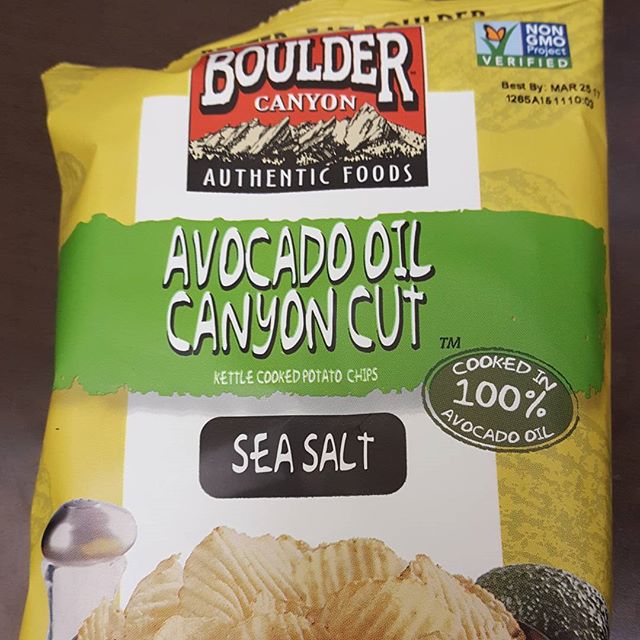 BOULDER
CANYON
AUTHENTIC FOODS
NON
GMO
Project
VERIFIED
Best By: MAR 25 17
AVOCADO OIL
CANYON CUT
TM
KETTLE COOKED POTATO CHIPS
COOKED IN
100%
AVOCADO OIL
SEA SALT